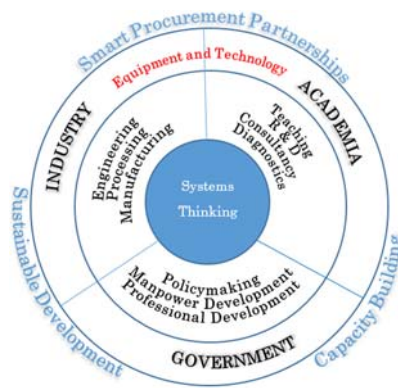 Smart Procurement Partnerships
Equipment and Technology
INDUSTRY
ACADEMIA
Engineering
Processing
Manufacturing
Teaching
R & D
Consultancy
Diagnostics
Systems
Thinking
Policymaking
Manpower Development
Professional Development
GOVERNMENT
Sustainable Development
Capacity Building